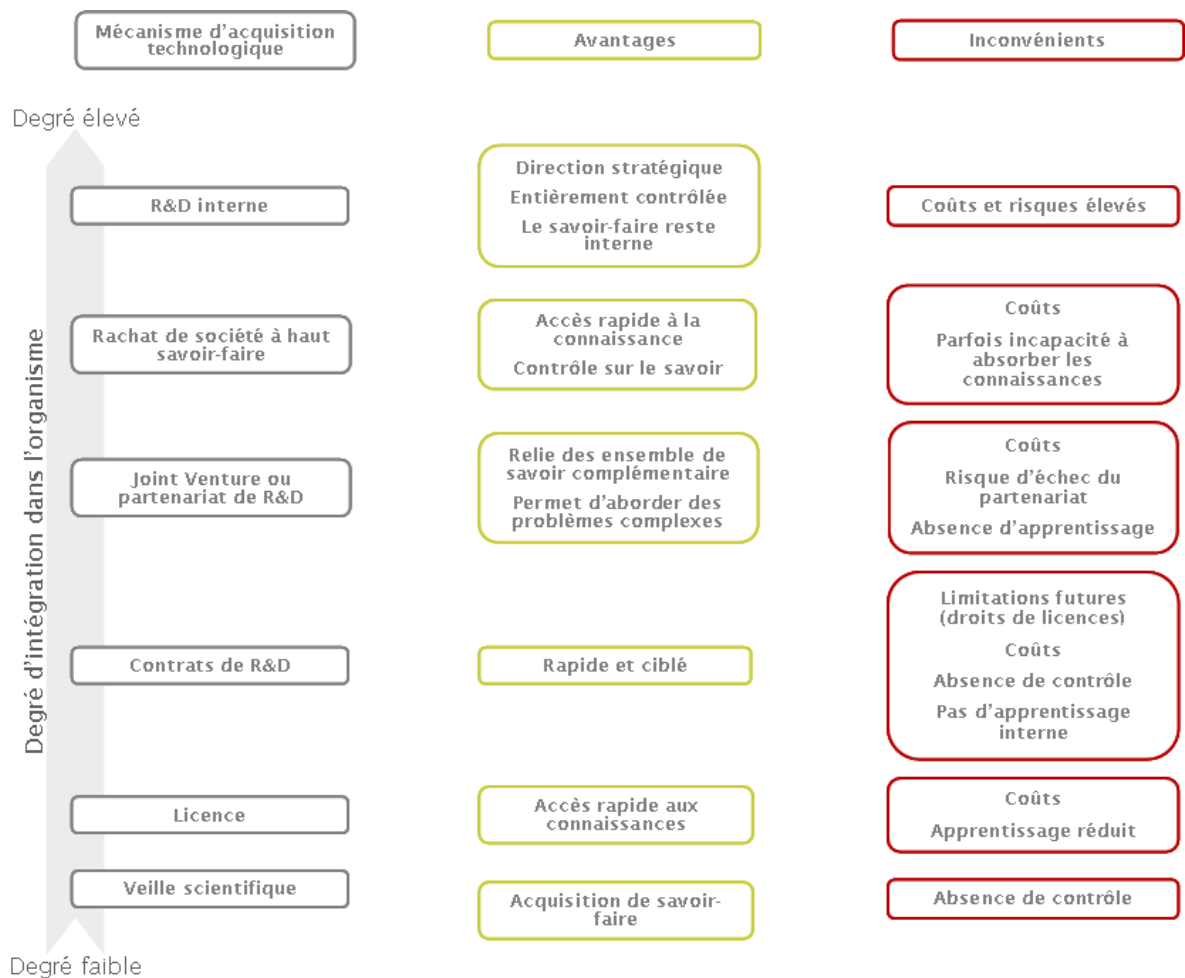 Mécanisme d'acquisition
technologique
Avantages
Inconvénients
Degré élevé
Degré d'intégration dans l'organisme
R&D interne
Direction stratégique
Entièrement contrôlée
Le savoir-faire reste
interne
Coûts et risques élevés
Rachat de société à haut
savoir-faire
Accès rapide à la
connaissance
Contrôle sur le savoir
Coûts
Parfois incapacité à
absorber les
connaissances
Joint Venture ou
partenariat de R&D
Relie des ensemble de
savoir complémentaire
Permet d'aborder des
problèmes complexes
Coûts
Risque d'échec du
partenariat
Absence d'apprentissage
Contrats de R&D
Rapide et ciblé
Limitations futures
(droits de licences)
Coûts
Absence de contrôle
Pas d'apprentissage
interne
Licence
Accès rapide aux
connaissances
Coûts
Apprentissage réduit
Veille scientifique
Acquisition de savoir-
faire
Absence de contrôle
Degré faible